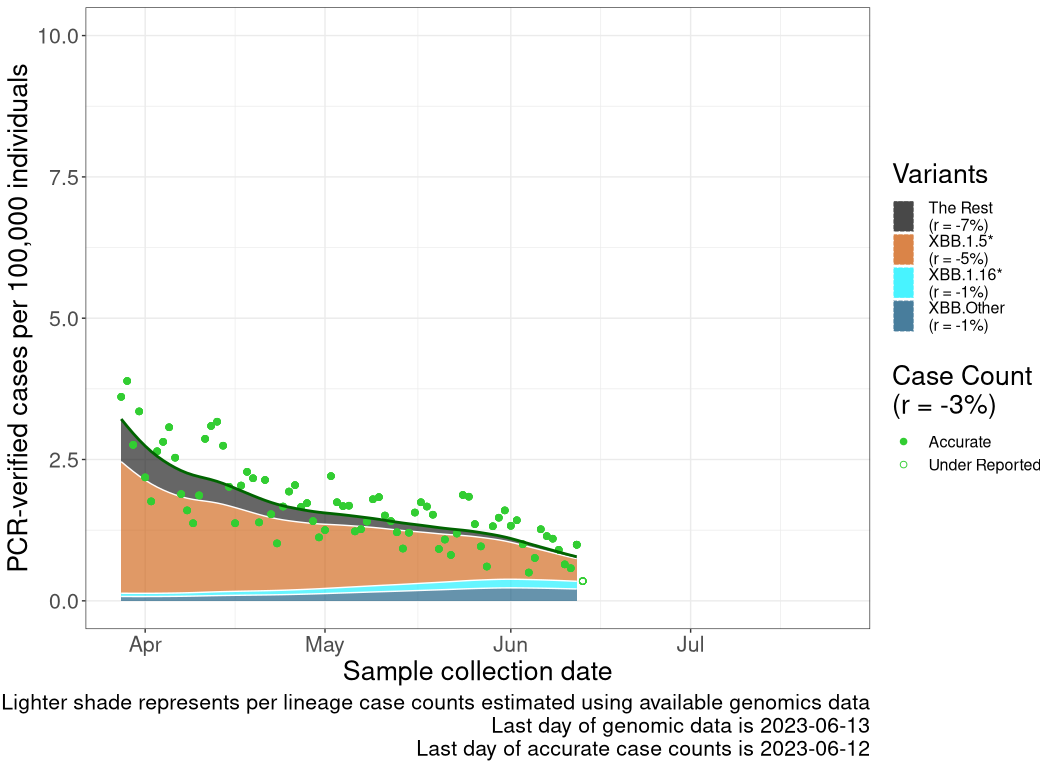 PCR-verified cases per 100,000 individuals
10.0
7.5
5.0
2.5
0.0
Apr
May
Jun
Jul
Sample collection date
Variants
The Rest
(r = -7%)
XBB.1.5*
(r = -5%)
XBB.1.16*
(r = -1%)
XBB.Other
(r = -1%)
Case Count
(r = -3%)
Accurate
Under Reported
Lighter shade represents per lineage case counts estimated using available genomics data
Last day of genomic data is 2023-06-13
Last day of accurate case counts is 2023-06-12